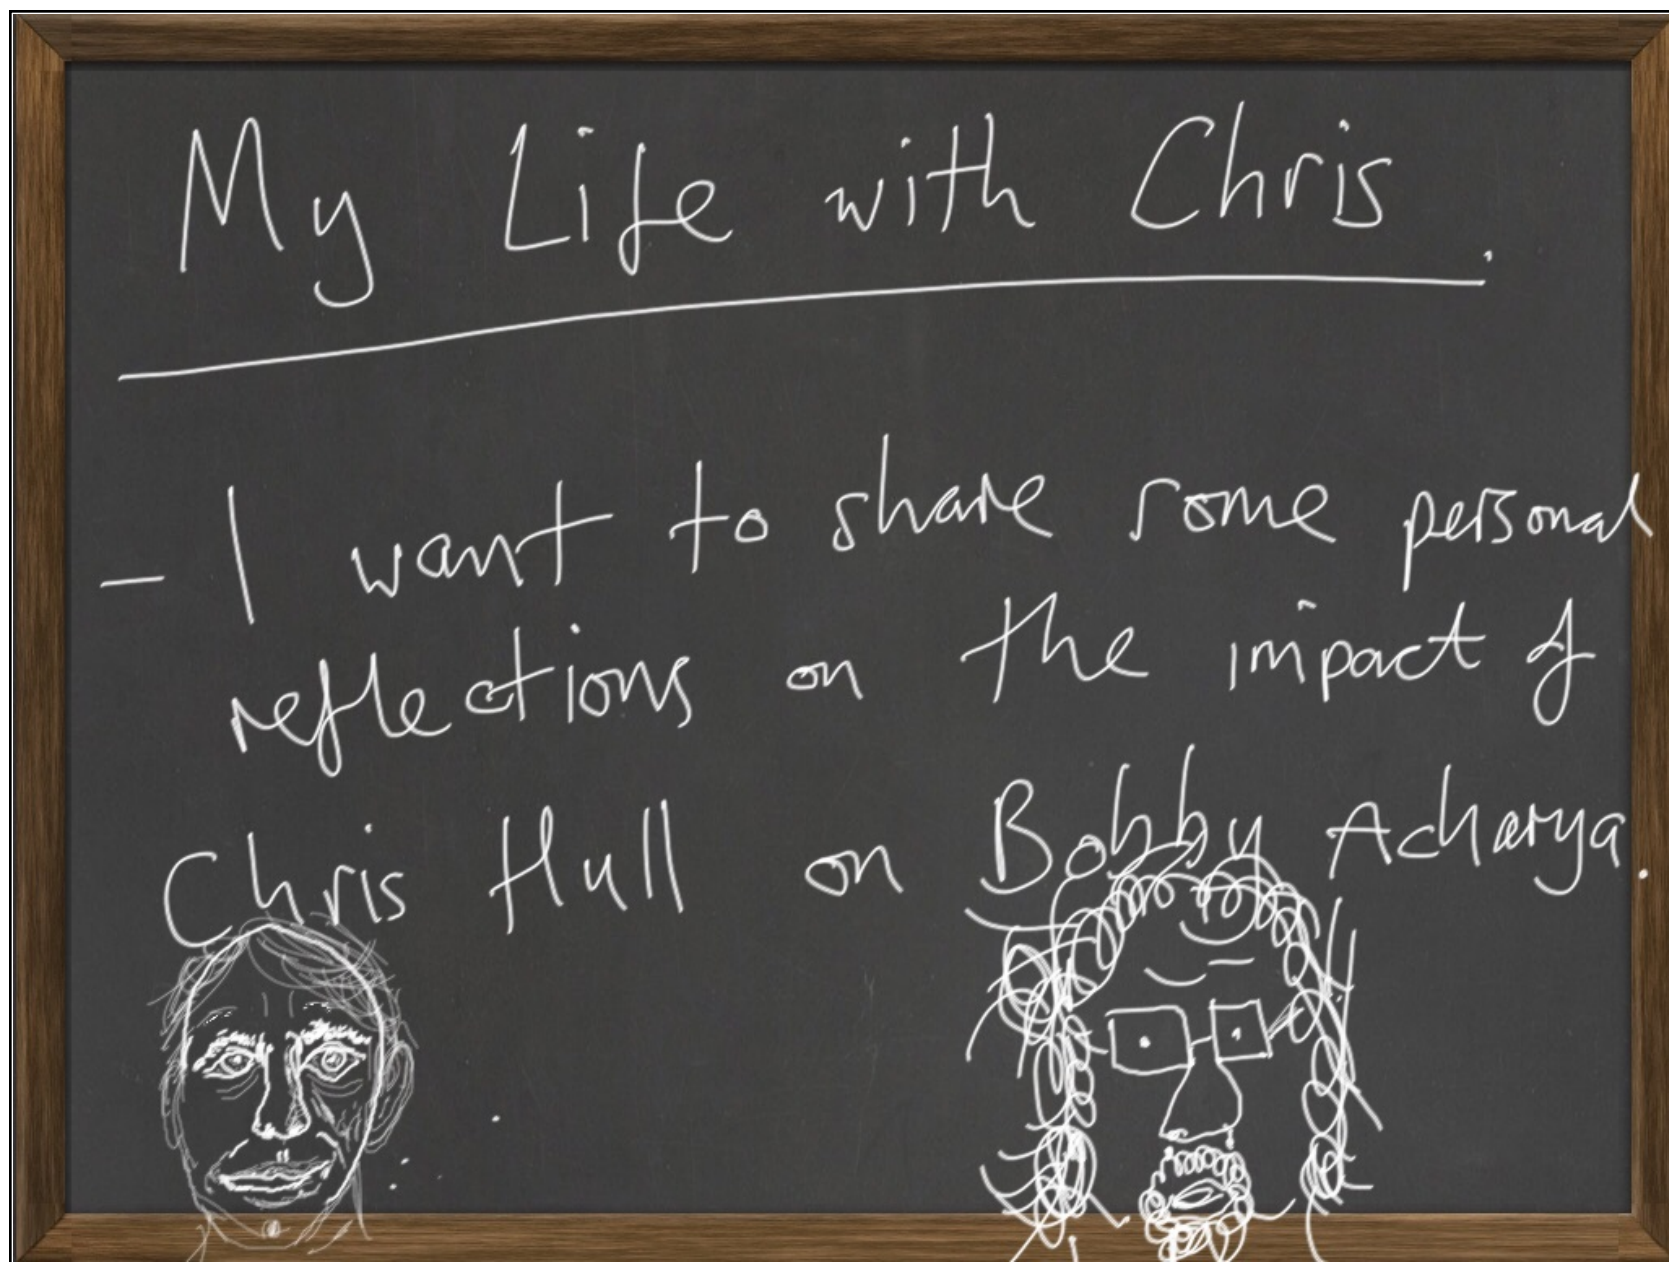 My Life with Chris.
- I want to share some personal
reflections on the impact of
Chris Hull on Bobby Acharya.